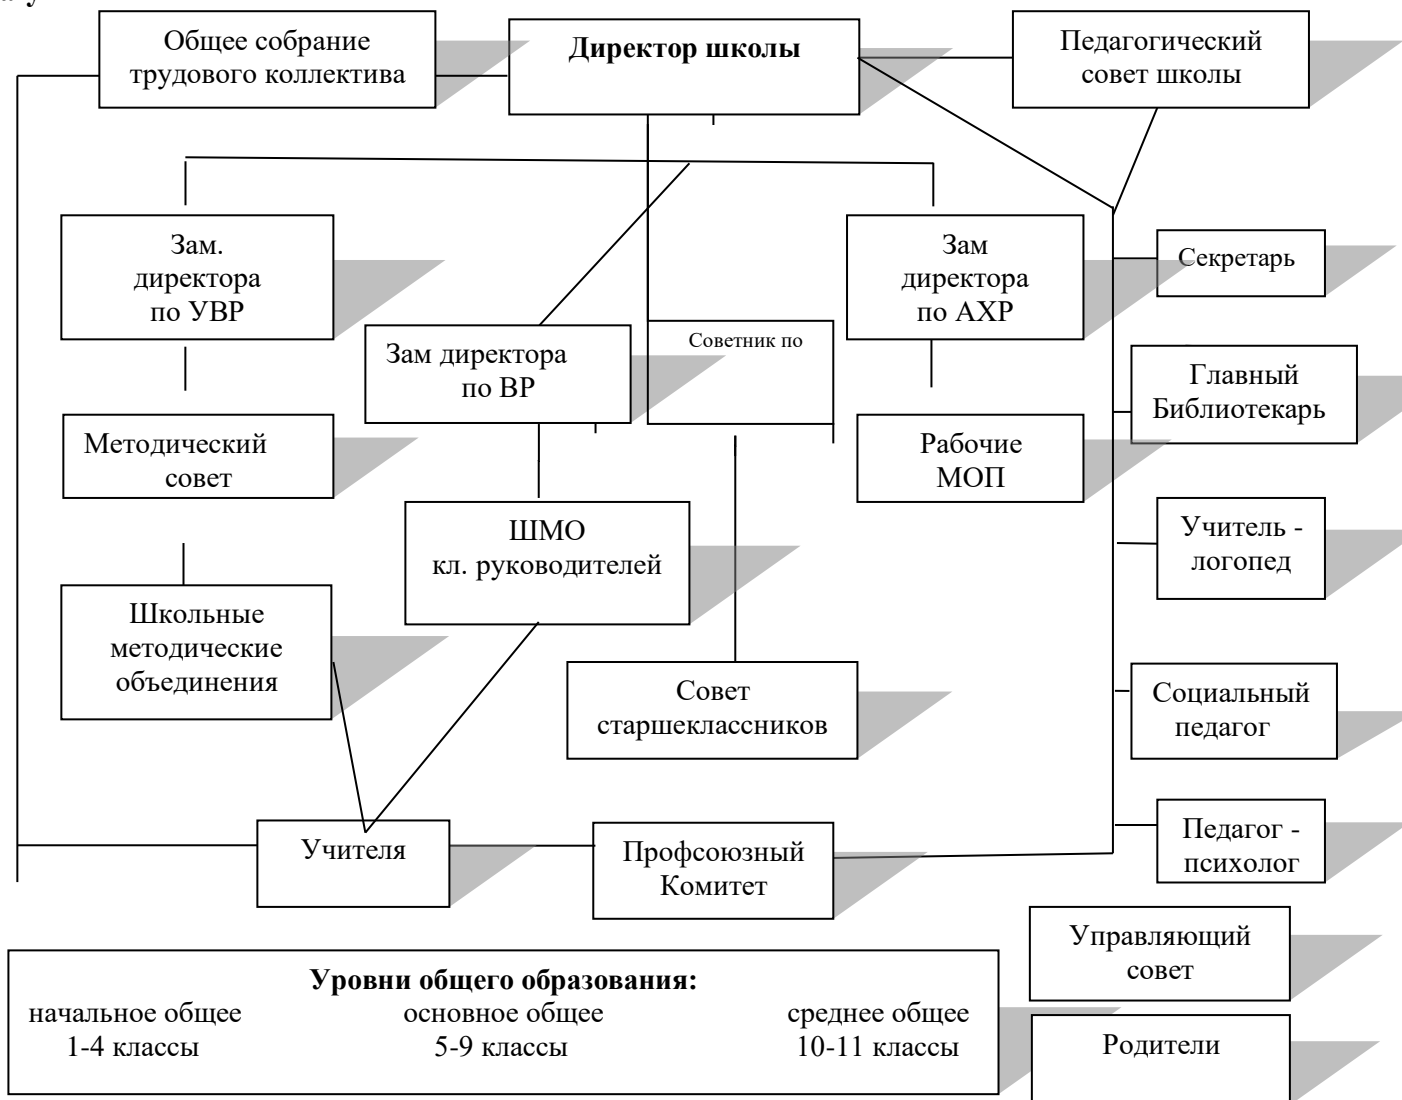 Общее собрание
трудового коллектива
Директор школы
Педагогический
совет школы
Зам.
директора
по УВР
Зам директора
по ВР
Советник по
Зам
директора
по АХР
Секретарь
Главный
Библиотекарь
Методический
совет
Рабочие
МОП
ШМО
кл. руководителей
Учитель -
логопед
Школьные
методические
объединения
Совет
старшеклассников
Социальный
педагог
Учителя
Профсоюзный
Комитет
Педагог -
психолог
Управляющий
совет
Уровни общего образования:
начальное общее основное общее среднее общее
1-4 классы 5-9 классы 10-11 классы
Родители